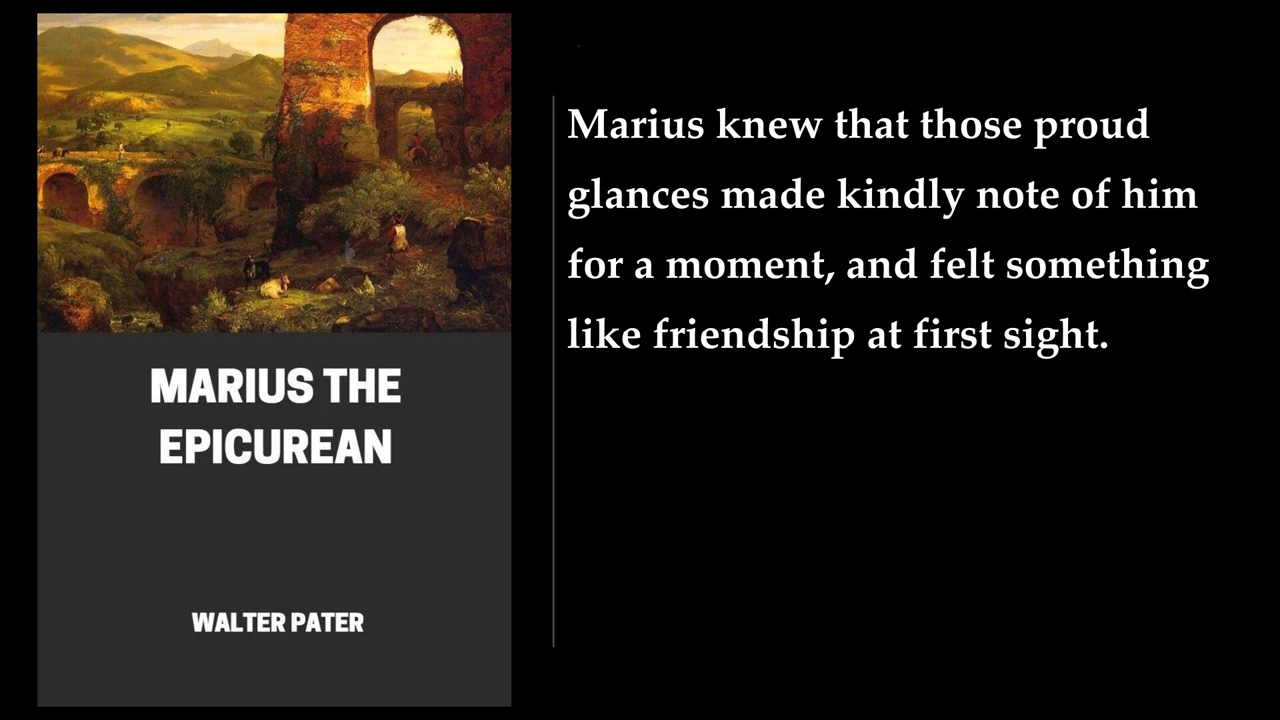 MARIUS THE
EPICUREAN
WALTER PATER
Marius knew that those proud
glances made kindly note of him
for a moment, and felt something
like friendship at first sight.